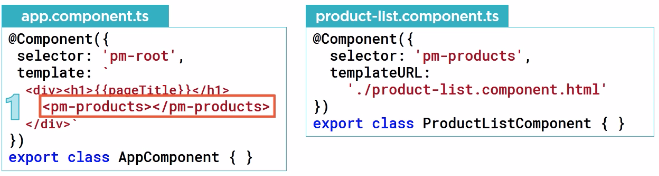 app.component.ts
@Component({
selector: 'pm-root',
template: `
<div><h1>{{pageTitle}}</h1>
1
<pm-products></pm-products>
</div>`
})
export class AppComponent { }
product-list.component.ts
@Component({
selector: 'pm-products',
templateURL:
'./product-list.component.html'
})
export class ProductListComponent { }